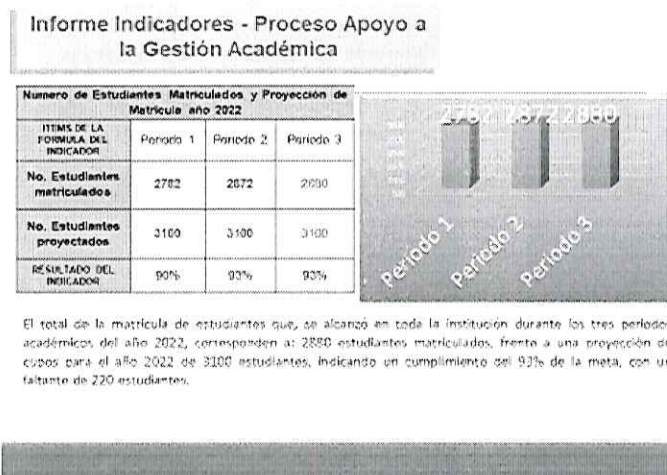 Informe Indicadores - Proceso Apoyo a
la Gestión Académica
Numero de Estudiantes Matriculados y Proyección de
Matricula año 2022
ITTMS DE LA
FORMULA DEL
INDICADOR
Periodo 1 Periodo 2 Periodo 3
No. Estudiantes
matriculados
2782 2872 2880
No. Estudiantes
proyectados
3100 3100 3100
RESULTADO DEL
INDICADOR
90% 93% 93%
2782 2872 2880
Periodo 1
Periodo 2
Periodo 3
El total de la matrícula de estudiantes que, se alcanzó en toda la institución durante los tres periodos
académicos del año 2022, corresponden a: 2880 estudiantes matriculados, frente a una proyección de
cupos para el año 2022 de 3100 estudiantes, indicando un cumplimiento del 93% de la meta, con un
faltante de 220 estudiantes.